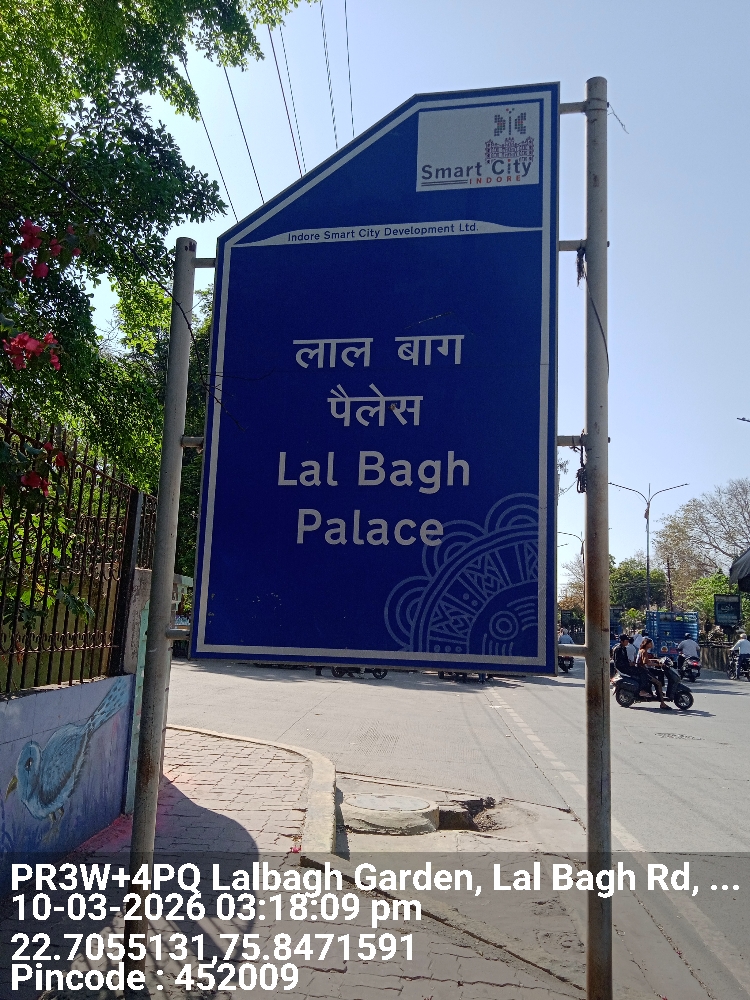 Smart City
INDORE
Indore Smart City Development Ltd.
लाल बाग
पैलेस
Lal Bagh
Palace
PR3W+4PQ Lalbagh Garden, Lal Bagh Rd, ...
10-03-2026 03:18:09 pm
22.7055131,75.8471591
Pincode : 452009